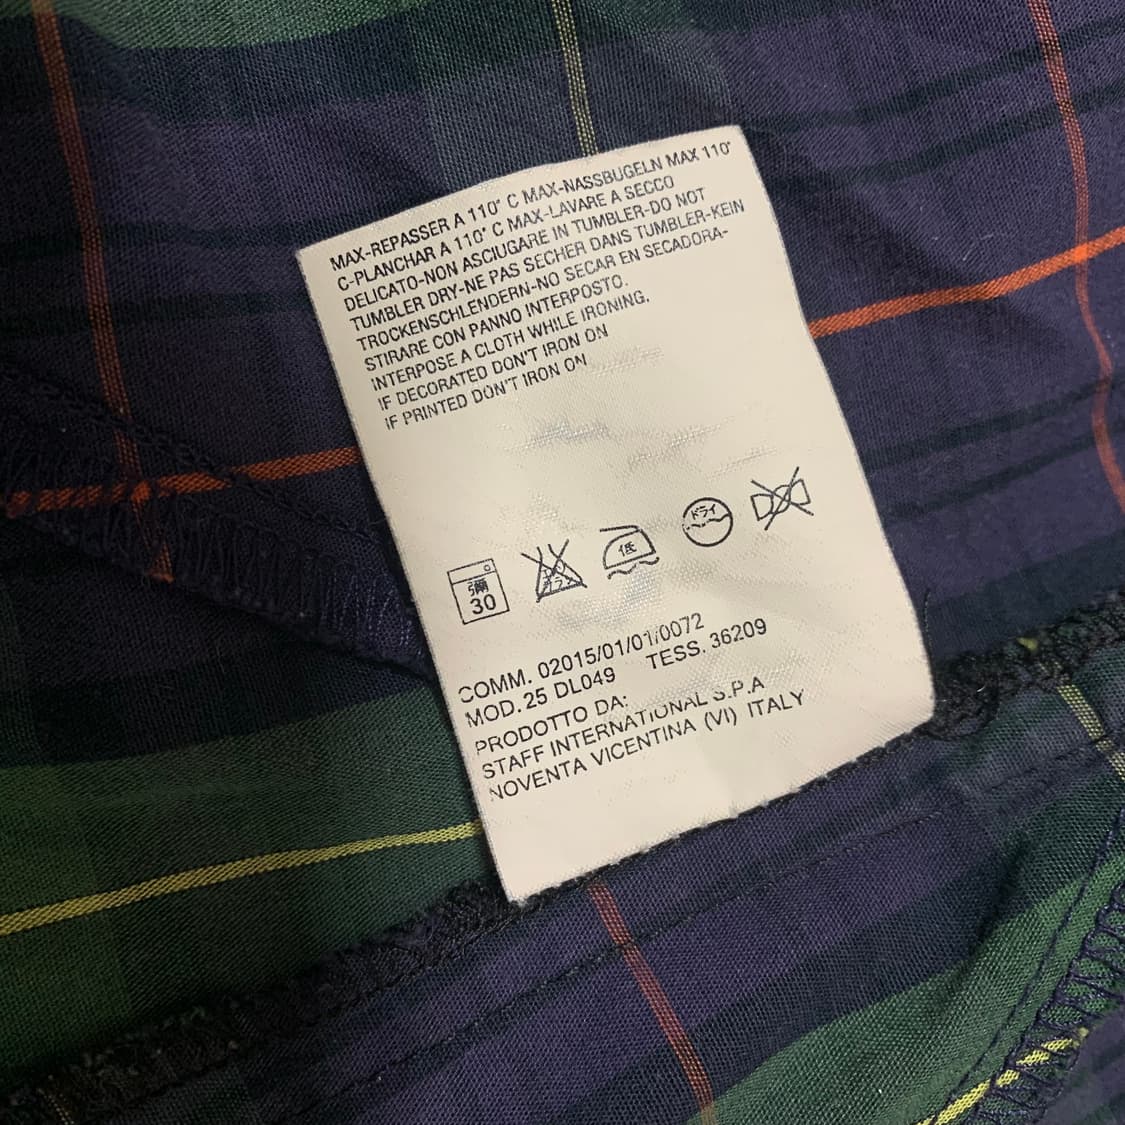 MAX-REPASSER A 110° C MAX-NASSBUGELN MAX 110°
C-PLANCHAR A 110° C MAX-LAVARE A SECCO
DELICATO-NON ASCIUGARE IN TUMBLER-DO NOT
TUMBLER DRY-NE PAS SECHER DANS TUMBLER-KEIN
TROCKENSCHLENDERN-NO SECAR EN SECADORA-
STIRARE CON PANNO INTERPOSTO.
INTERPOSE A CLOTH WHILE IRONING.
IF DECORATED DON'T IRON ON
IF PRINTED DON'T IRON ON
30
低
ドライ
COMM. 02015/01/01/0072
MOD. 25 DL049 TESS. 36209
PRODOTTO DA:
STAFF INTERNATIONAL S.P.A
NOVENTA VICENTINA (VI) ITALY